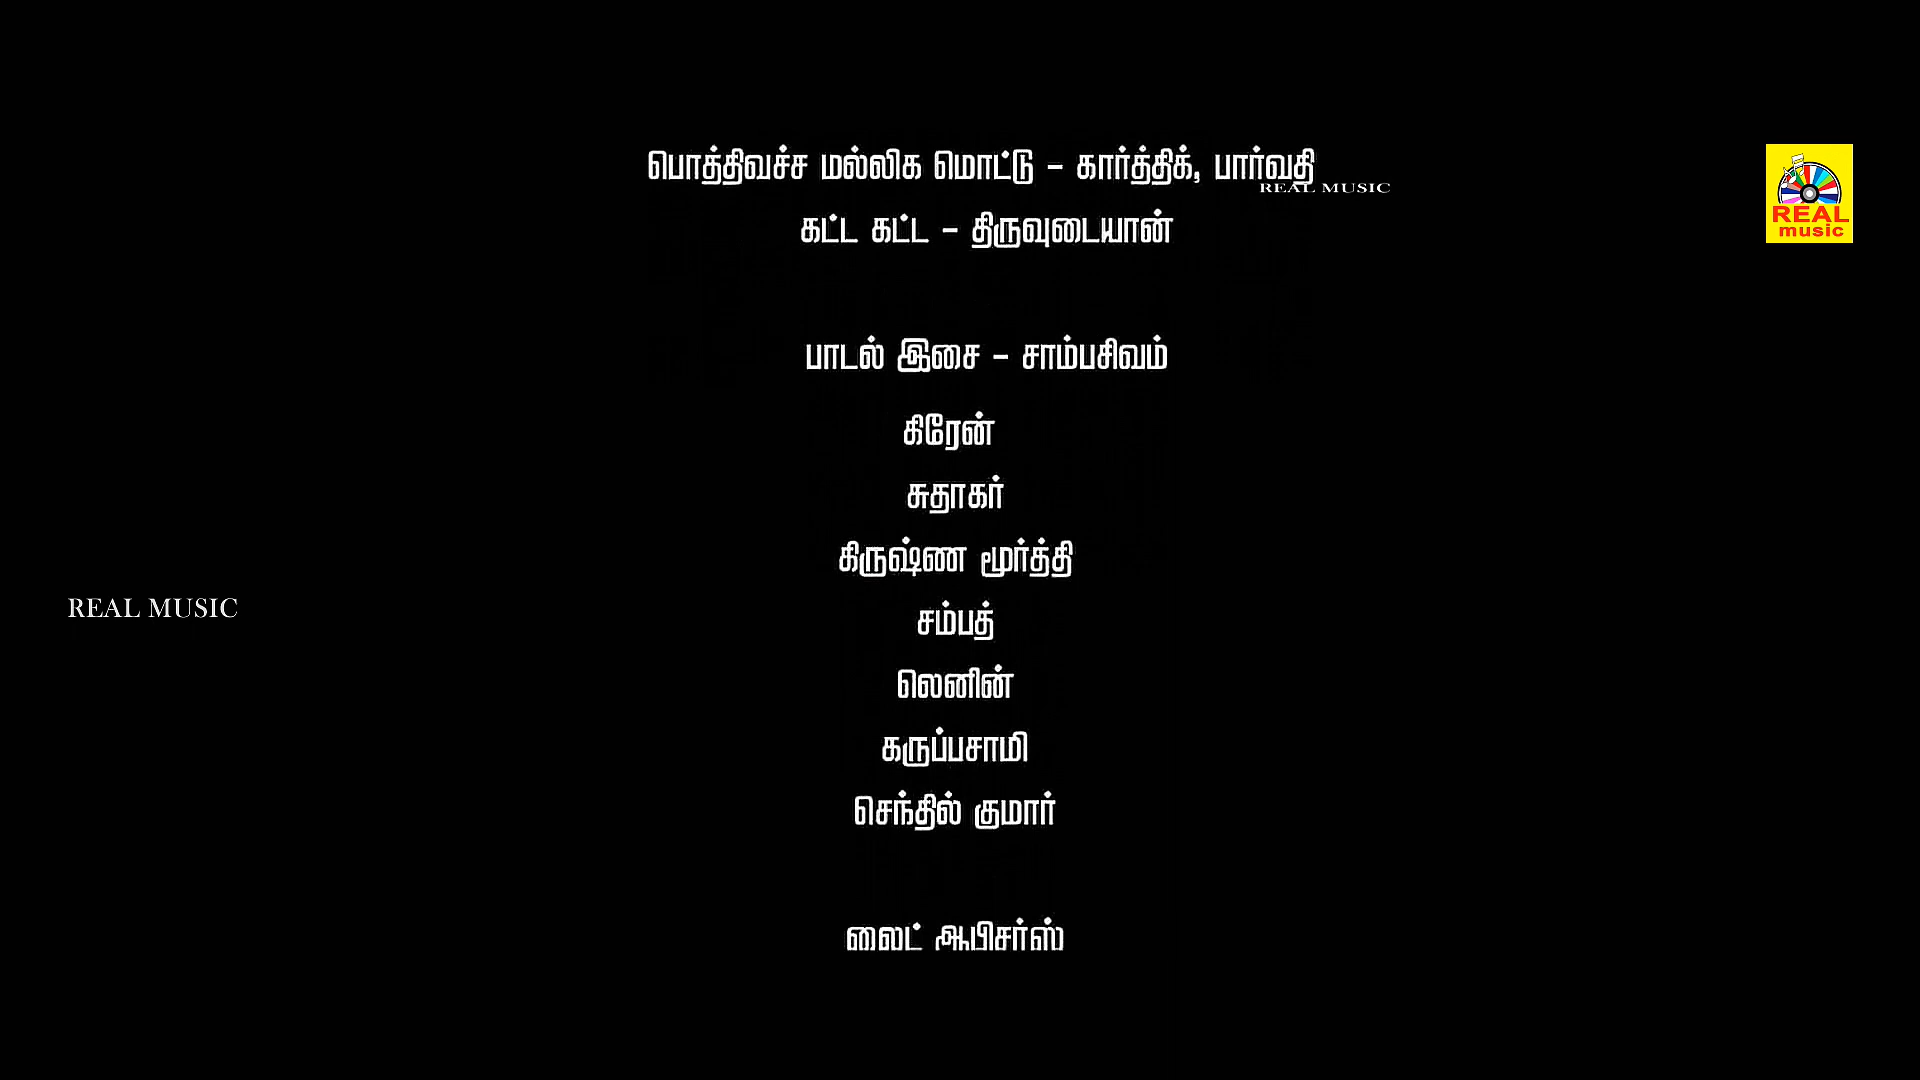 பொத்திவச்ச மல்லிக மொட்டு - கார்த்திக், பார்வதி
REAL MUSIC
REAL
music
கட்ட கட்ட - திருவுடையான்
பாடல் இசை - சாம்பசிவம்
கிரேன்
சுதாகர்
கிருஷ்ண மூர்த்தி
REAL MUSIC
சம்பத்
லெனின்
கருப்பசாமி
செந்தில் குமார்
லைட் ஆபிசர்ஸ்